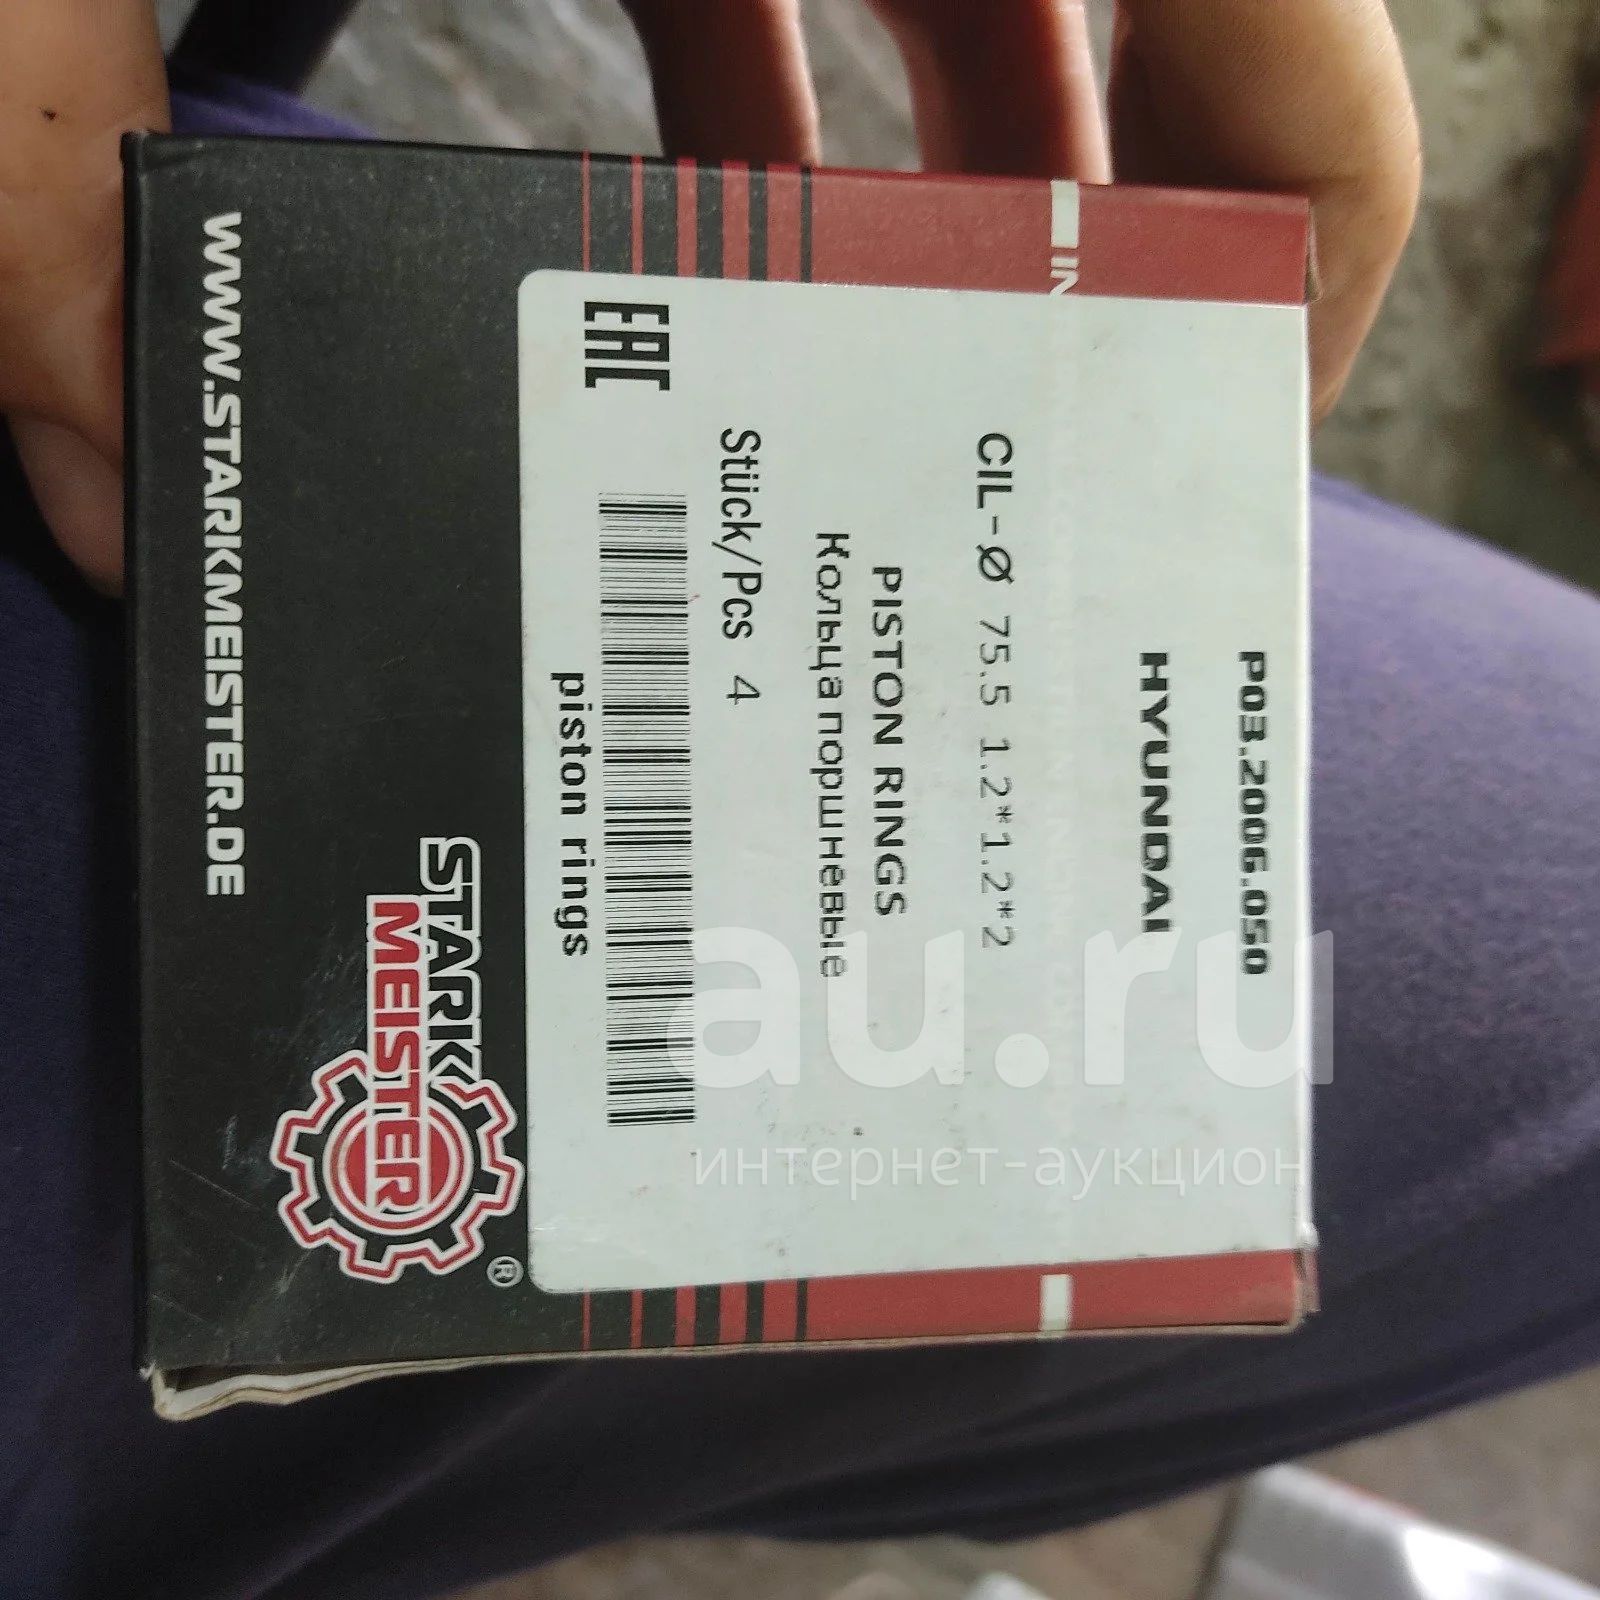 P03.2006.050
HYUNDAI
IN
CIL-Ø 75.5 1.2*1.2*2
PISTON RINGS
Кольца поршневые
Stück/Pcs 4
EAC
piston rings
STARK
MEISTER
®
WWW.STARKMEISTER.DE
au.ru
интернет-аукцион